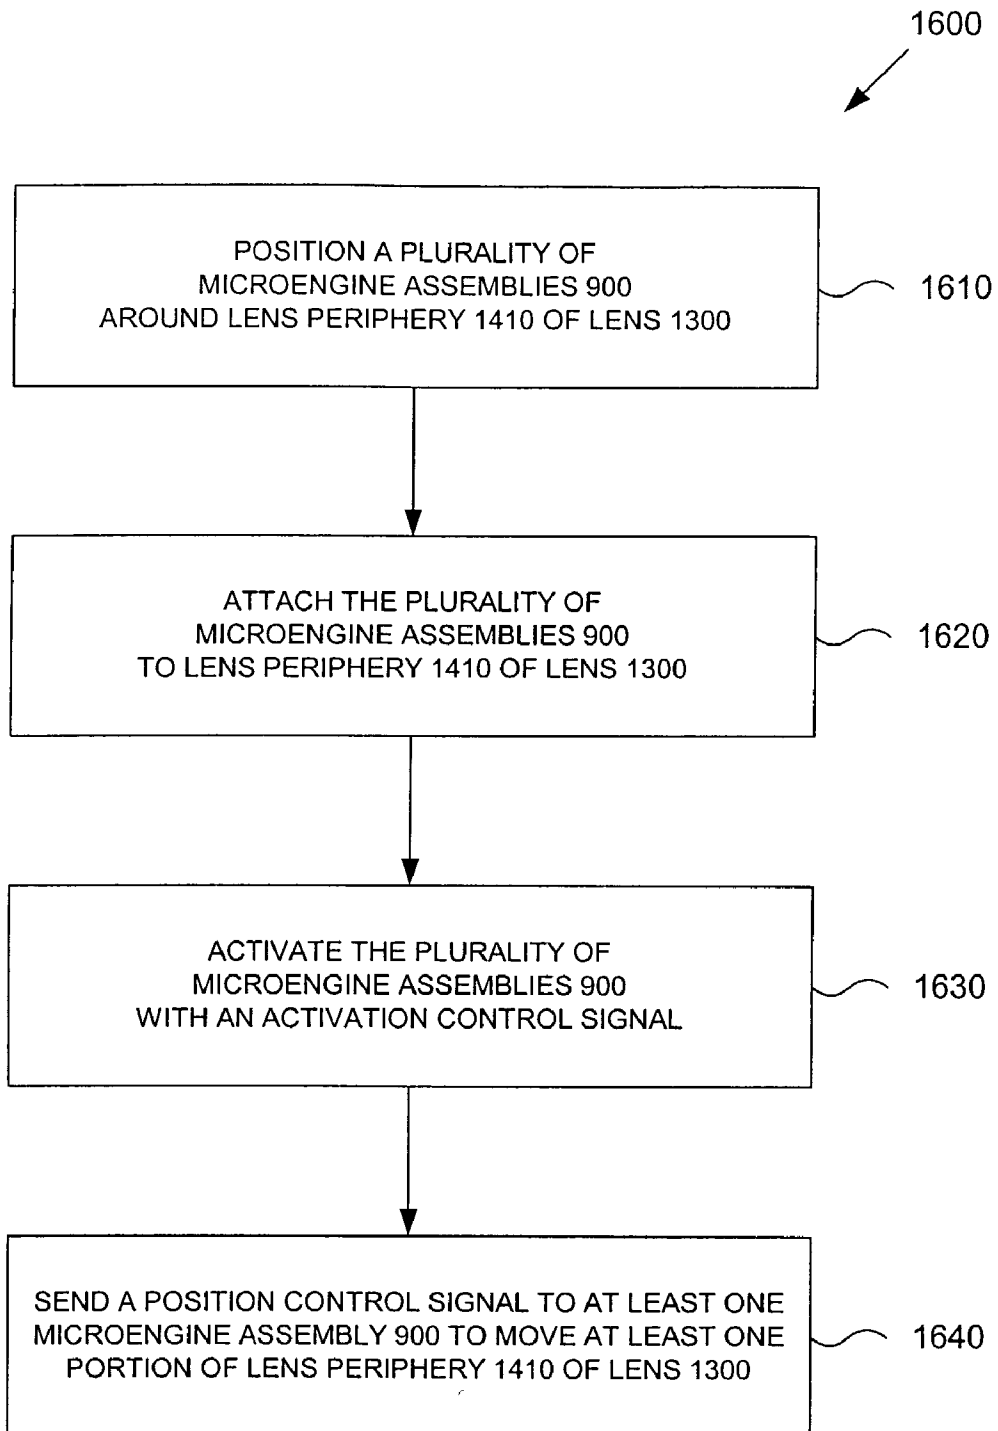 1600
POSITION A PLURALITY OF
MICROENGINE ASSEMBLIES 900
AROUND LENS PERIPHERY 1410 OF LENS 1300
1610
ATTACH THE PLURALITY OF
MICROENGINE ASSEMBLIES 900
TO LENS PERIPHERY 1410 OF LENS 1300
1620
ACTIVATE THE PLURALITY OF
MICROENGINE ASSEMBLIES 900
WITH AN ACTIVATION CONTROL SIGNAL
1630
SEND A POSITION CONTROL SIGNAL TO AT LEAST ONE
MICROENGINE ASSEMBLY 900 TO MOVE AT LEAST ONE
PORTION OF LENS PERIPHERY 1410 OF LENS 1300
1640